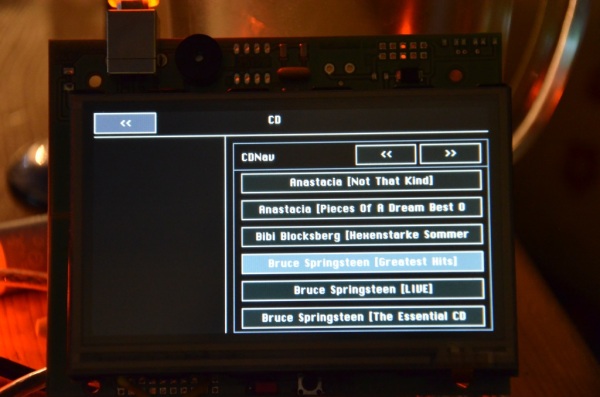 << CD
CDNav << >>
Anastacia [Not That Kind]
Anastacia [Pieces Of A Dream Best O
Bibi Blocksberg [Hexenstarke Sommer
Bruce Springsteen [Greatest Hits]
Bruce Springsteen [LIVE]
Bruce Springsteen [The Essential CD